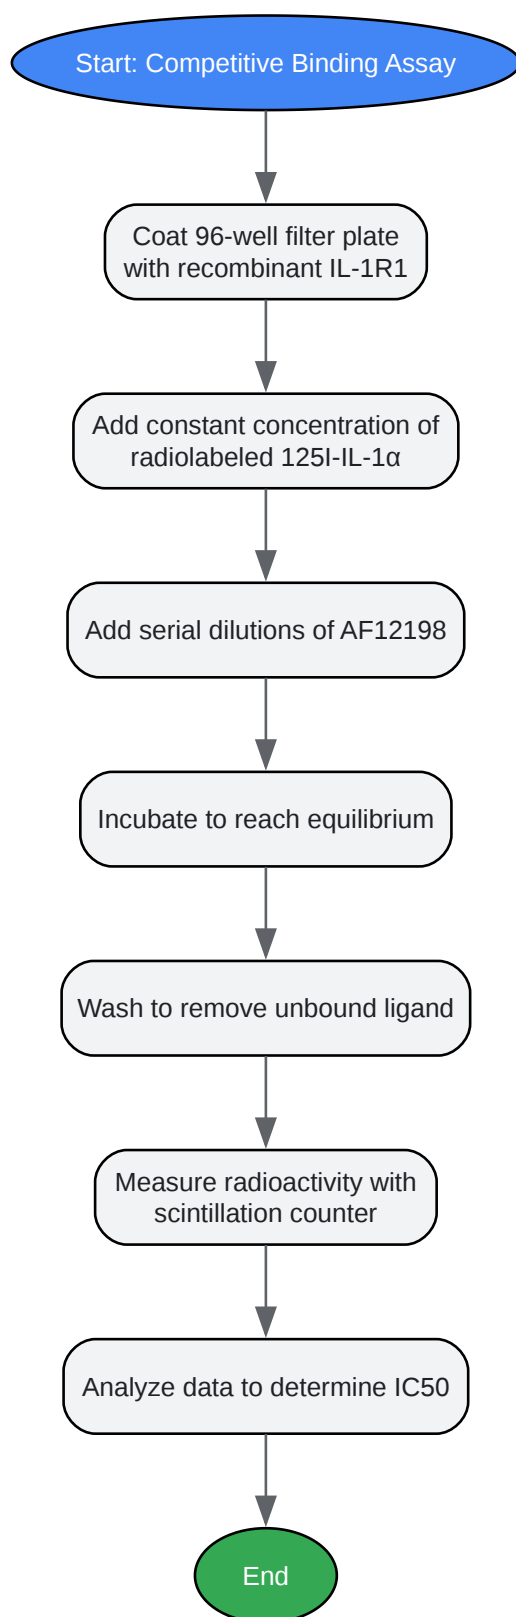 Start: Competitive Binding Assay
Coat 96-well filter plate
with recombinant IL-1R1
Add constant concentration of
radiolabeled 125I-IL-1α
Add serial dilutions of AF12198
Incubate to reach equilibrium
Wash to remove unbound ligand
Measure radioactivity with
scintillation counter
Analyze data to determine IC50
End